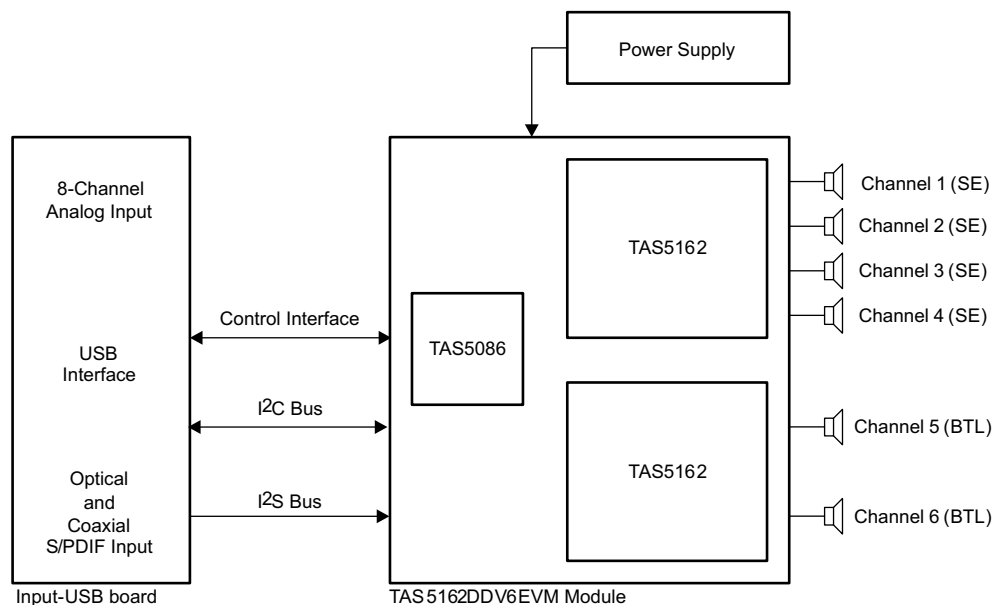 Power Supply
8-Channel
Analog Input
USB
Interface
Optical
and
Coaxial
S/PDIF Input
Input-USB board
Control Interface
I2C Bus
I2S Bus
TAS5086
TAS5162
TAS5162
TAS5162DDV6EVM Module
Channel 1 (SE)
Channel 2 (SE)
Channel 3 (SE)
Channel 4 (SE)
Channel 5 (BTL)
Channel 6 (BTL)